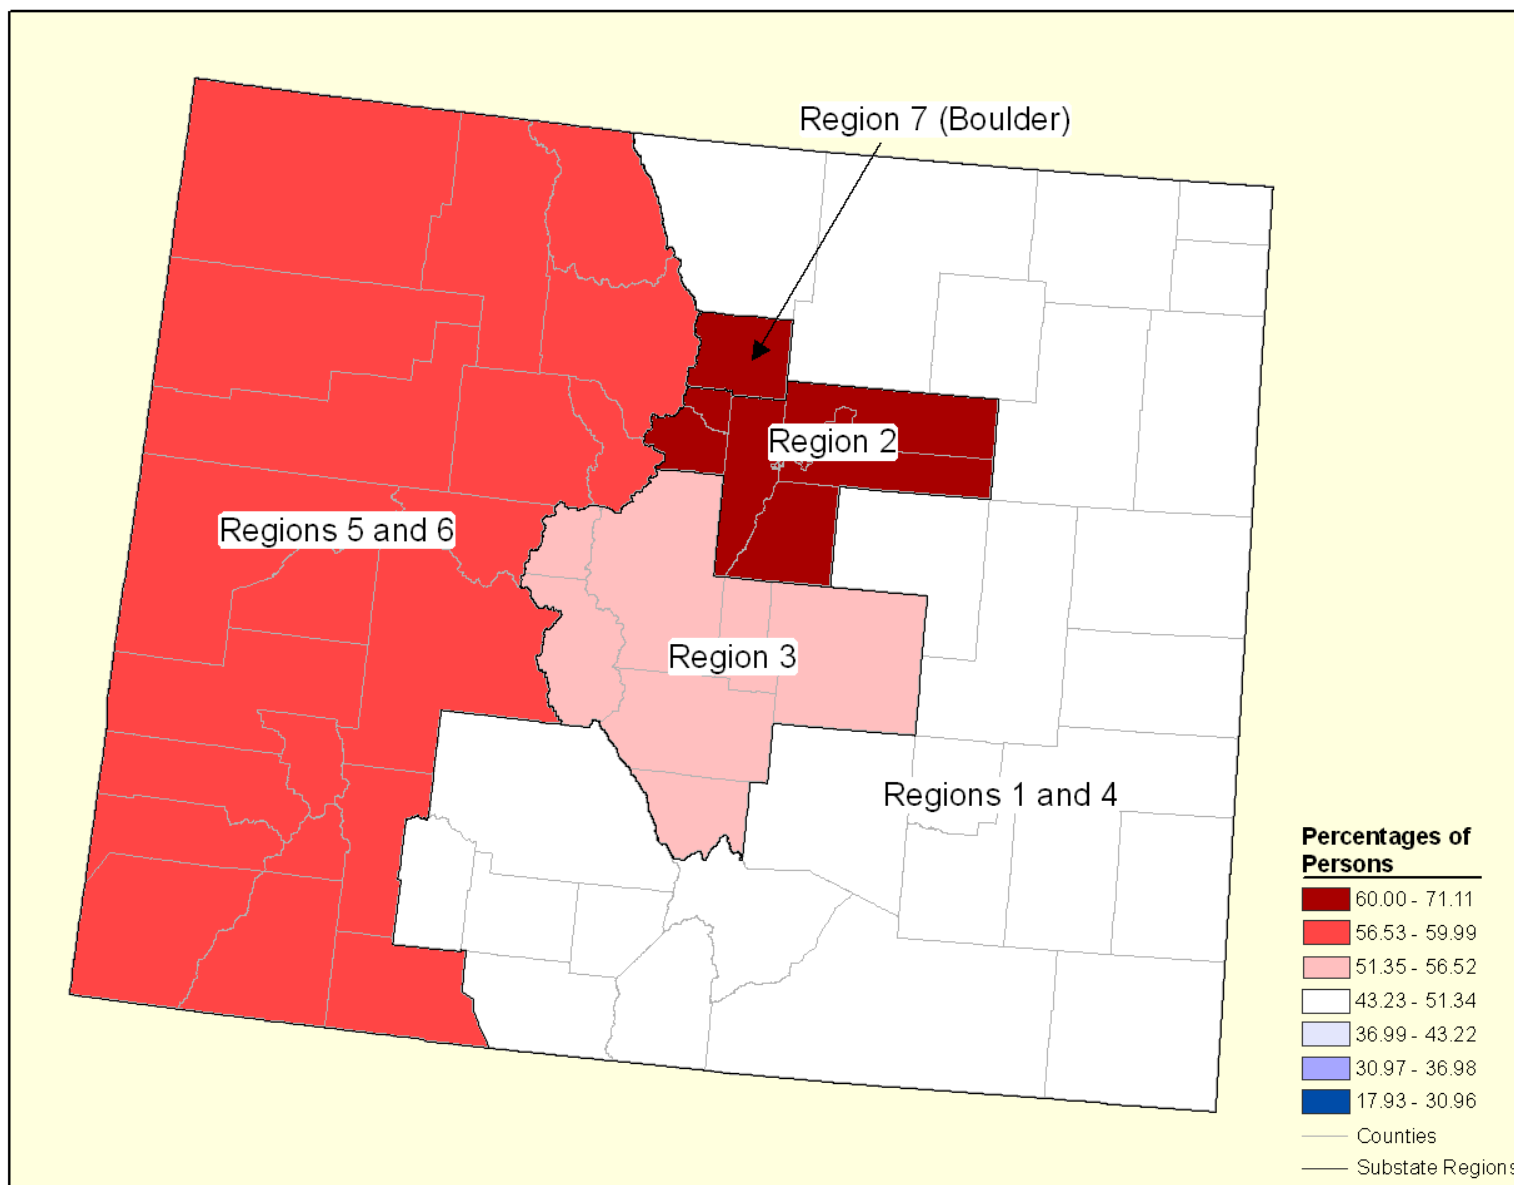 Region 7 (Boulder)
Region 2
Regions 5 and 6
Region 3
Regions 1 and 4
Percentages of
Persons
60.00 - 71.11
56.53 - 59.99
51.35 - 56.52
43.23 - 51.34
36.99 - 43.22
30.97 - 36.98
17.93 - 30.96
Counties
Substate Regions